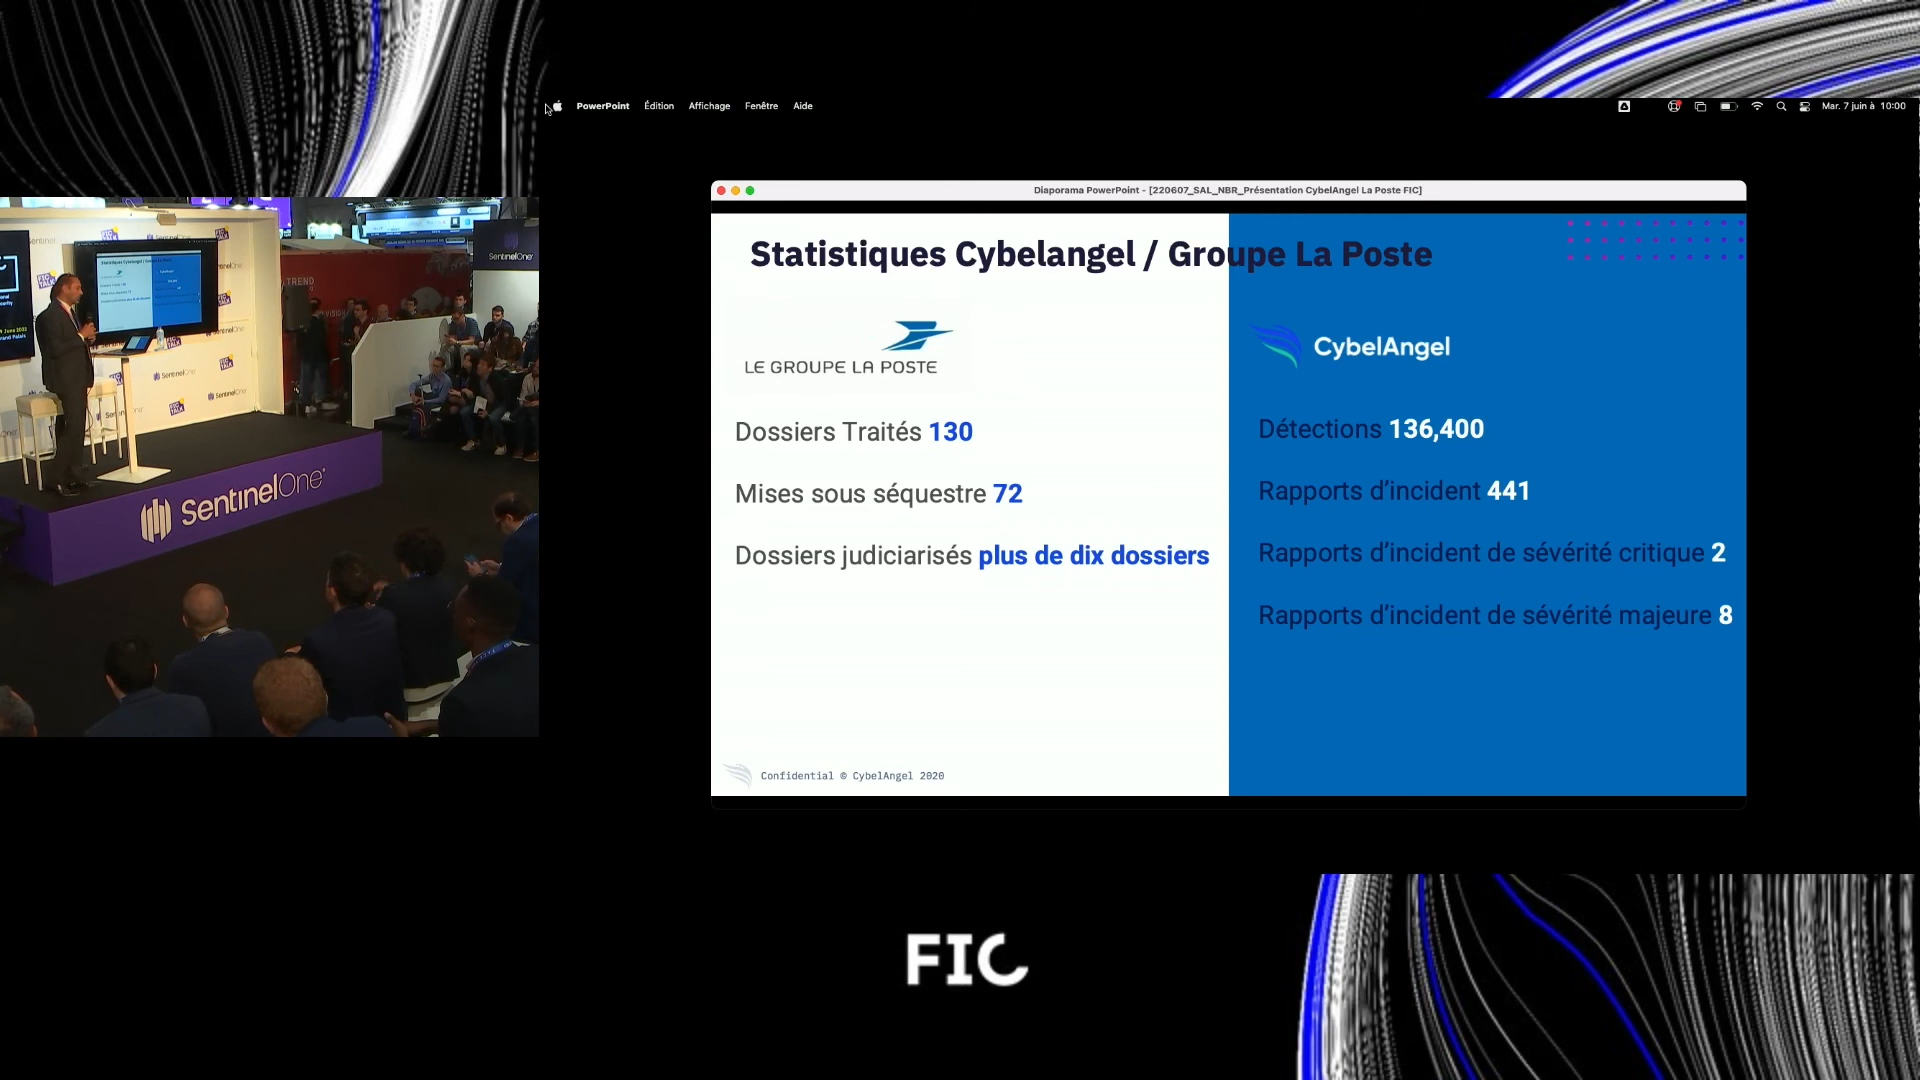 PowerPoint Édition Affichage Fenêtre Aide
Mar. 7 juin à 10:00
Diaporama PowerPoint - [220607_SAL_NBR_Présentation CybelAngel La Poste FIC]
Statistiques Cybelangel / Groupe La Poste
LE GROUPE LA POSTE
Dossiers Traités 130
Mises sous séquestre 72
Dossiers judiciarisés plus de dix dossiers
CybelAngel
Détections 136,400
Rapports d’incident 441
Rapports d’incident de sévérité critique 2
Rapports d’incident de sévérité majeure 8
Confidential © CybelAngel 2020
SentinelOne
SentinelOne
TREND
SentinelOne
FIC